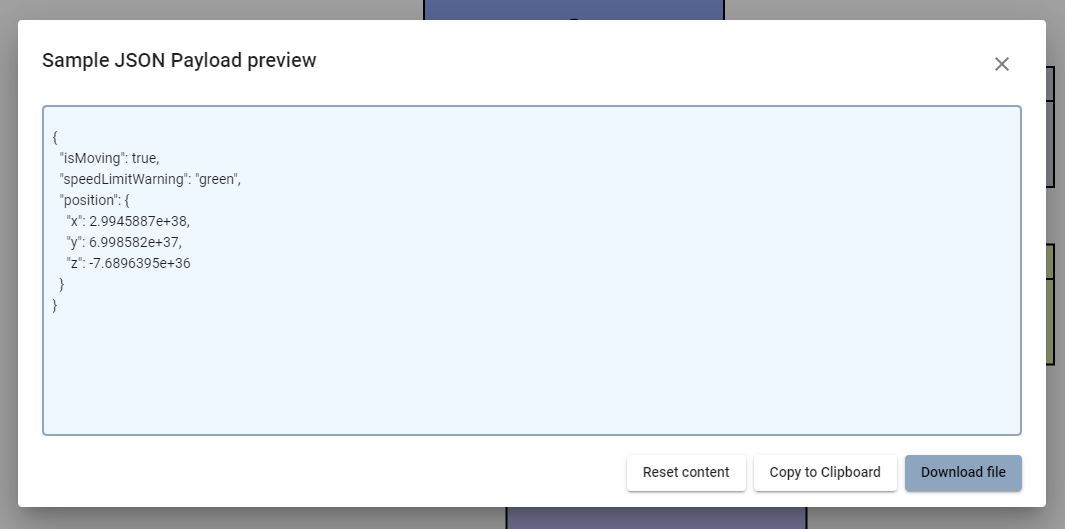 Sample JSON Payload preview
{
"isMoving": true,
"speedLimitWarning": "green",
"position": {
"x": 2.9945887e+38,
"y": 6.998582e+37,
"z": -7.6896395e+36
}
}
Reset content
Copy to Clipboard
Download file